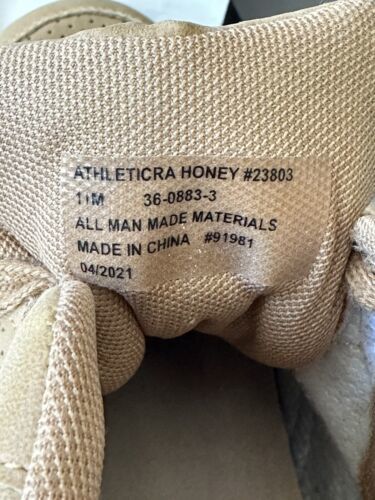 ATHLETICRA HONEY #23803
11M 36-0883-3
ALL MAN MADE MATERIALS
MADE IN CHINA #91981
04/2021